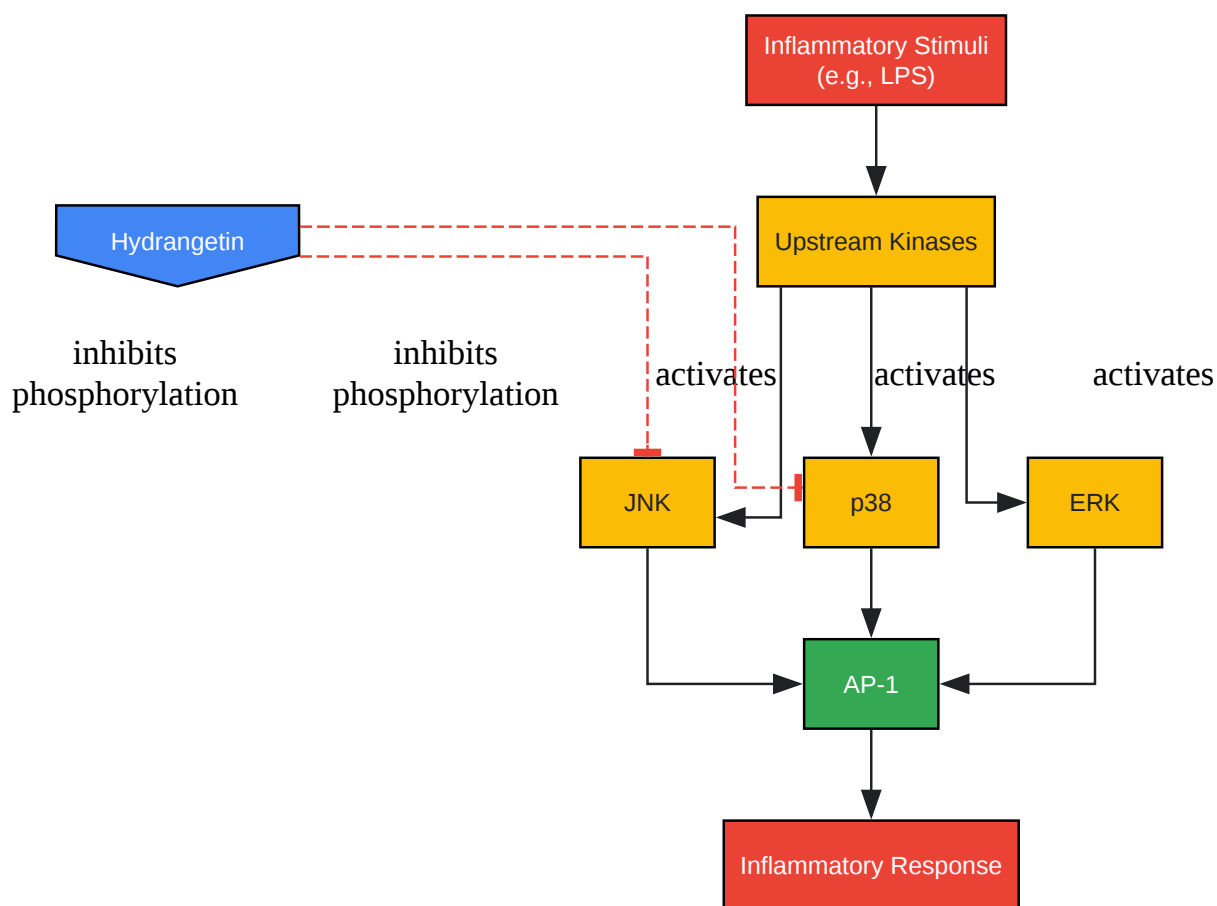 Inflammatory Stimuli
(e.g., LPS)
Hydrangetin
Upstream Kinases
inhibits
phosphorylation
inhibits
phosphorylation
activates
activates
activates
JNK
p38
ERK
AP-1
Inflammatory Response